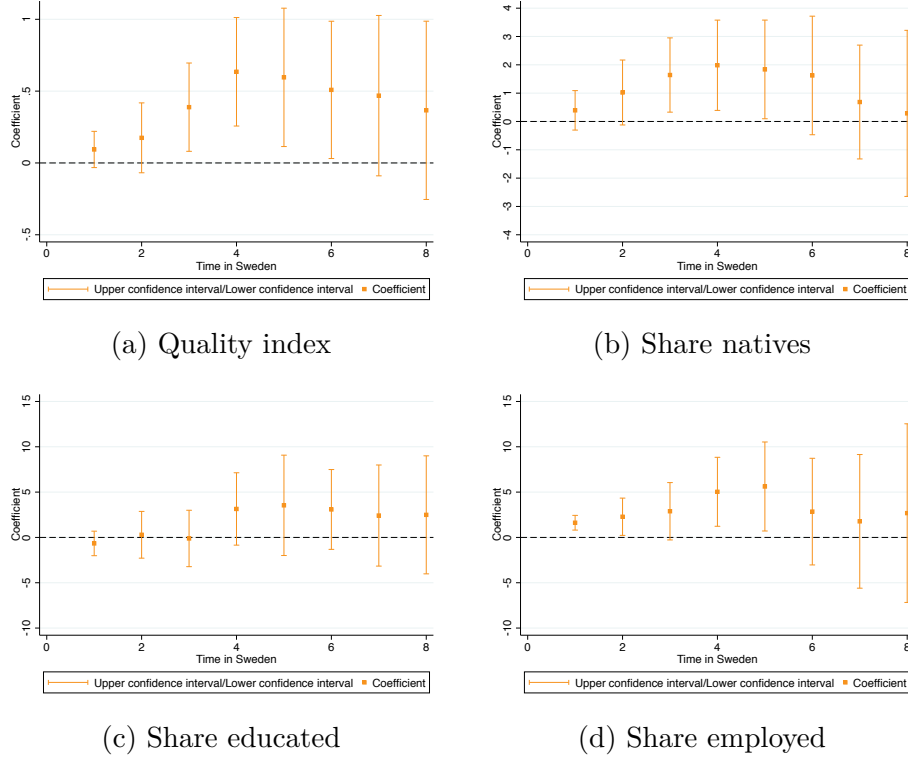 1
.5
0
-.5
Coefficient
0 2 4 6 8
Time in Sweden
Upper confidence interval/Lower confidence interval Coefficient
(a) Quality index
4
3
2
1
0
-1
-2
-3
-4
Coefficient
0 2 4 6 8
Time in Sweden
Upper confidence interval/Lower confidence interval Coefficient
(b) Share natives
15
10
5
0
-5
-10
Coefficient
0 2 4 6 8
Time in Sweden
Upper confidence interval/Lower confidence interval Coefficient
(c) Share educated
15
10
5
0
-5
-10
Coefficient
0 2 4 6 8
Time in Sweden
Upper confidence interval/Lower confidence interval Coefficient
(d) Share employed